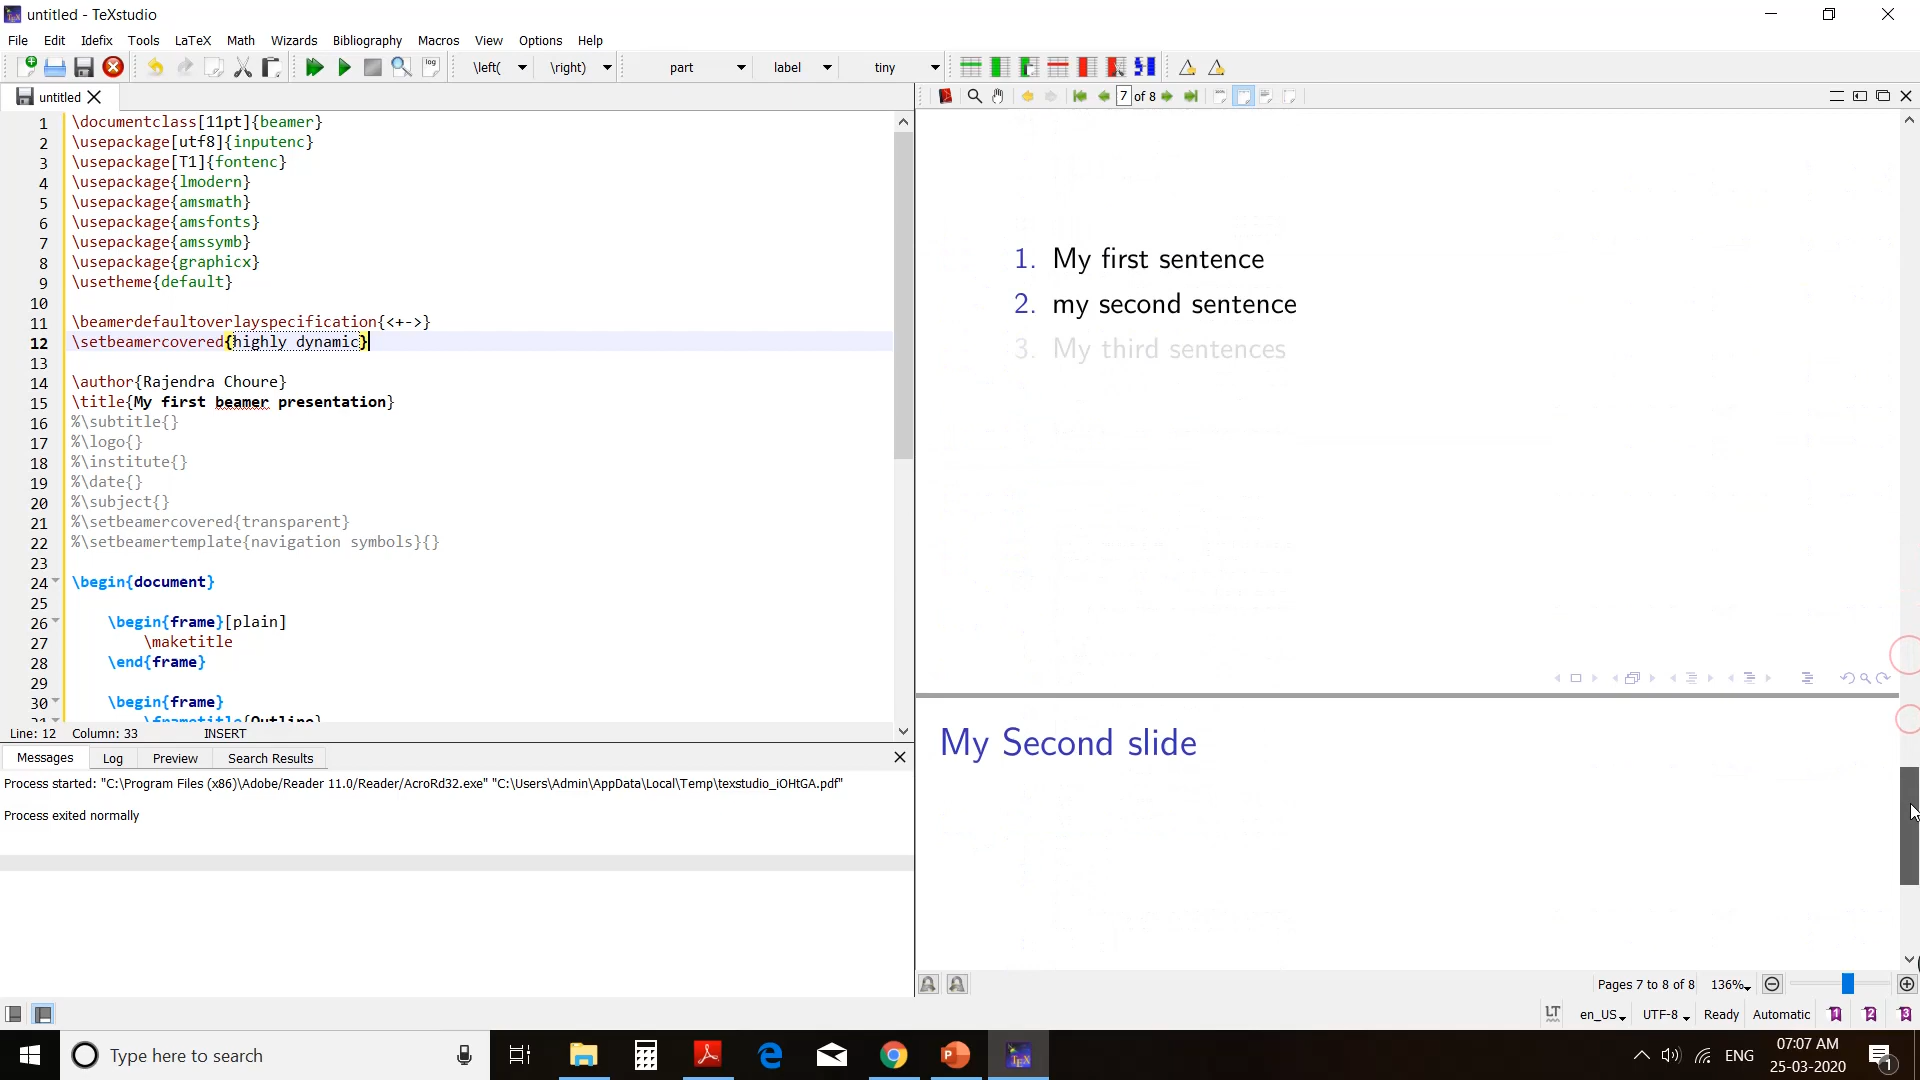 untitled - TeXstudio
File Edit Idefix Tools LaTeX Math Wizards Bibliography Macros View Options Help
log \left( \right) part label tiny
untitled
7 of 8
1 \documentclass[11pt]{beamer}
2 \usepackage[utf8]{inputenc}
3 \usepackage[T1]{fontenc}
4 \usepackage{lmodern}
5 \usepackage{amsmath}
6 \usepackage{amsfonts}
7 \usepackage{amssymb}
8 \usepackage{graphicx}
9 \usetheme{default}
10
11 \beamerdefaultoverlayspecification{<+->}
12 \setbeamercovered{highly dynamic}
13
14 \author{Rajendra Choure}
15 \title{My first beamer presentation}
16 %\subtitle{}
17 %\logo{}
18 %\institute{}
19 %\date{}
20 %\subject{}
21 %\setbeamercovered{transparent}
22 %\setbeamertemplate{navigation symbols}{}
23
24 \begin{document}
25
26 \begin{frame}[plain]
27 \maketitle
28 \end{frame}
29
30 \begin{frame}
31 \frametitle{Outline}
Line: 12 Column: 33 INSERT
Messages Log Preview Search Results
Process started: "C:\Program Files (x86)\Adobe/Reader 11.0/Reader/AcroRd32.exe" "C:\Users\Admin\AppData\Local\Temp\texstudio_iOHtGA.pdf"
Process exited normally
1. My first sentence
2. my second sentence
3. My third sentences
My Second slide
Pages 7 to 8 of 8 136%
LT en_US UTF-8 Ready Automatic 1 2 3
Type here to search
ENG
07:07 AM
25-03-2020
1